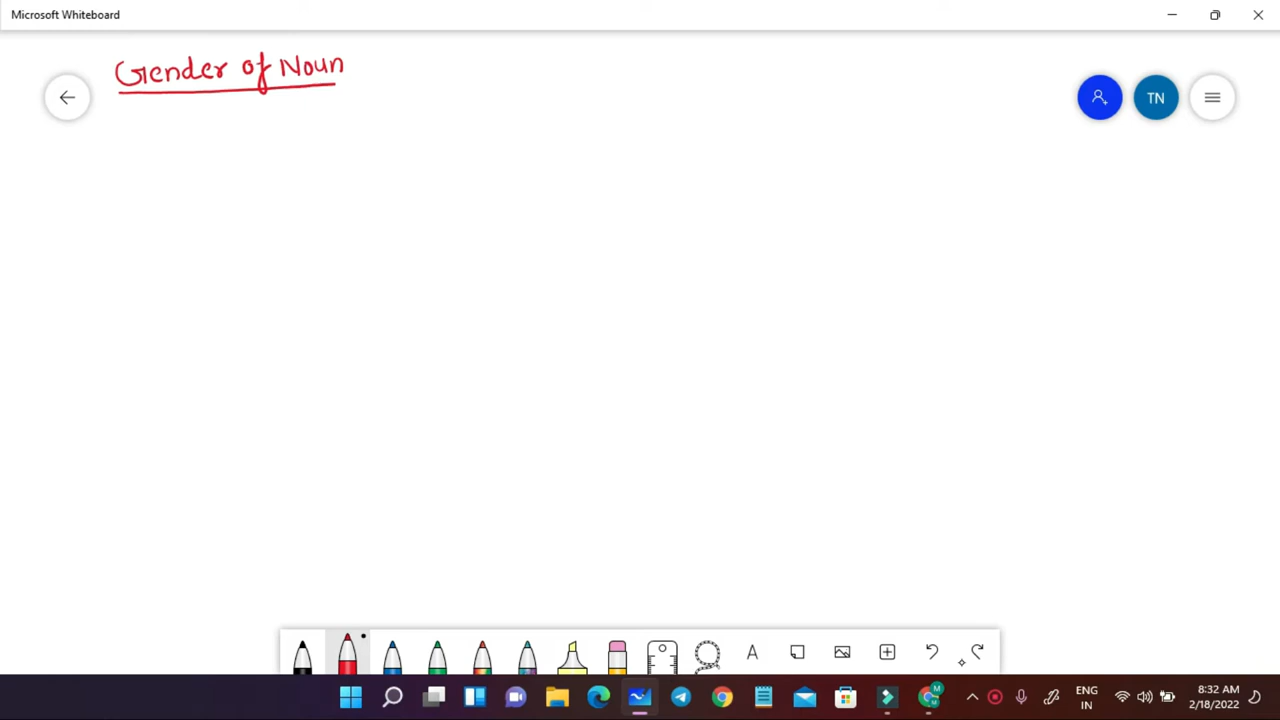 Microsoft Whiteboard
Gender of Noun
TN
A
ENG
IN
8:32 AM
2/18/2022
M